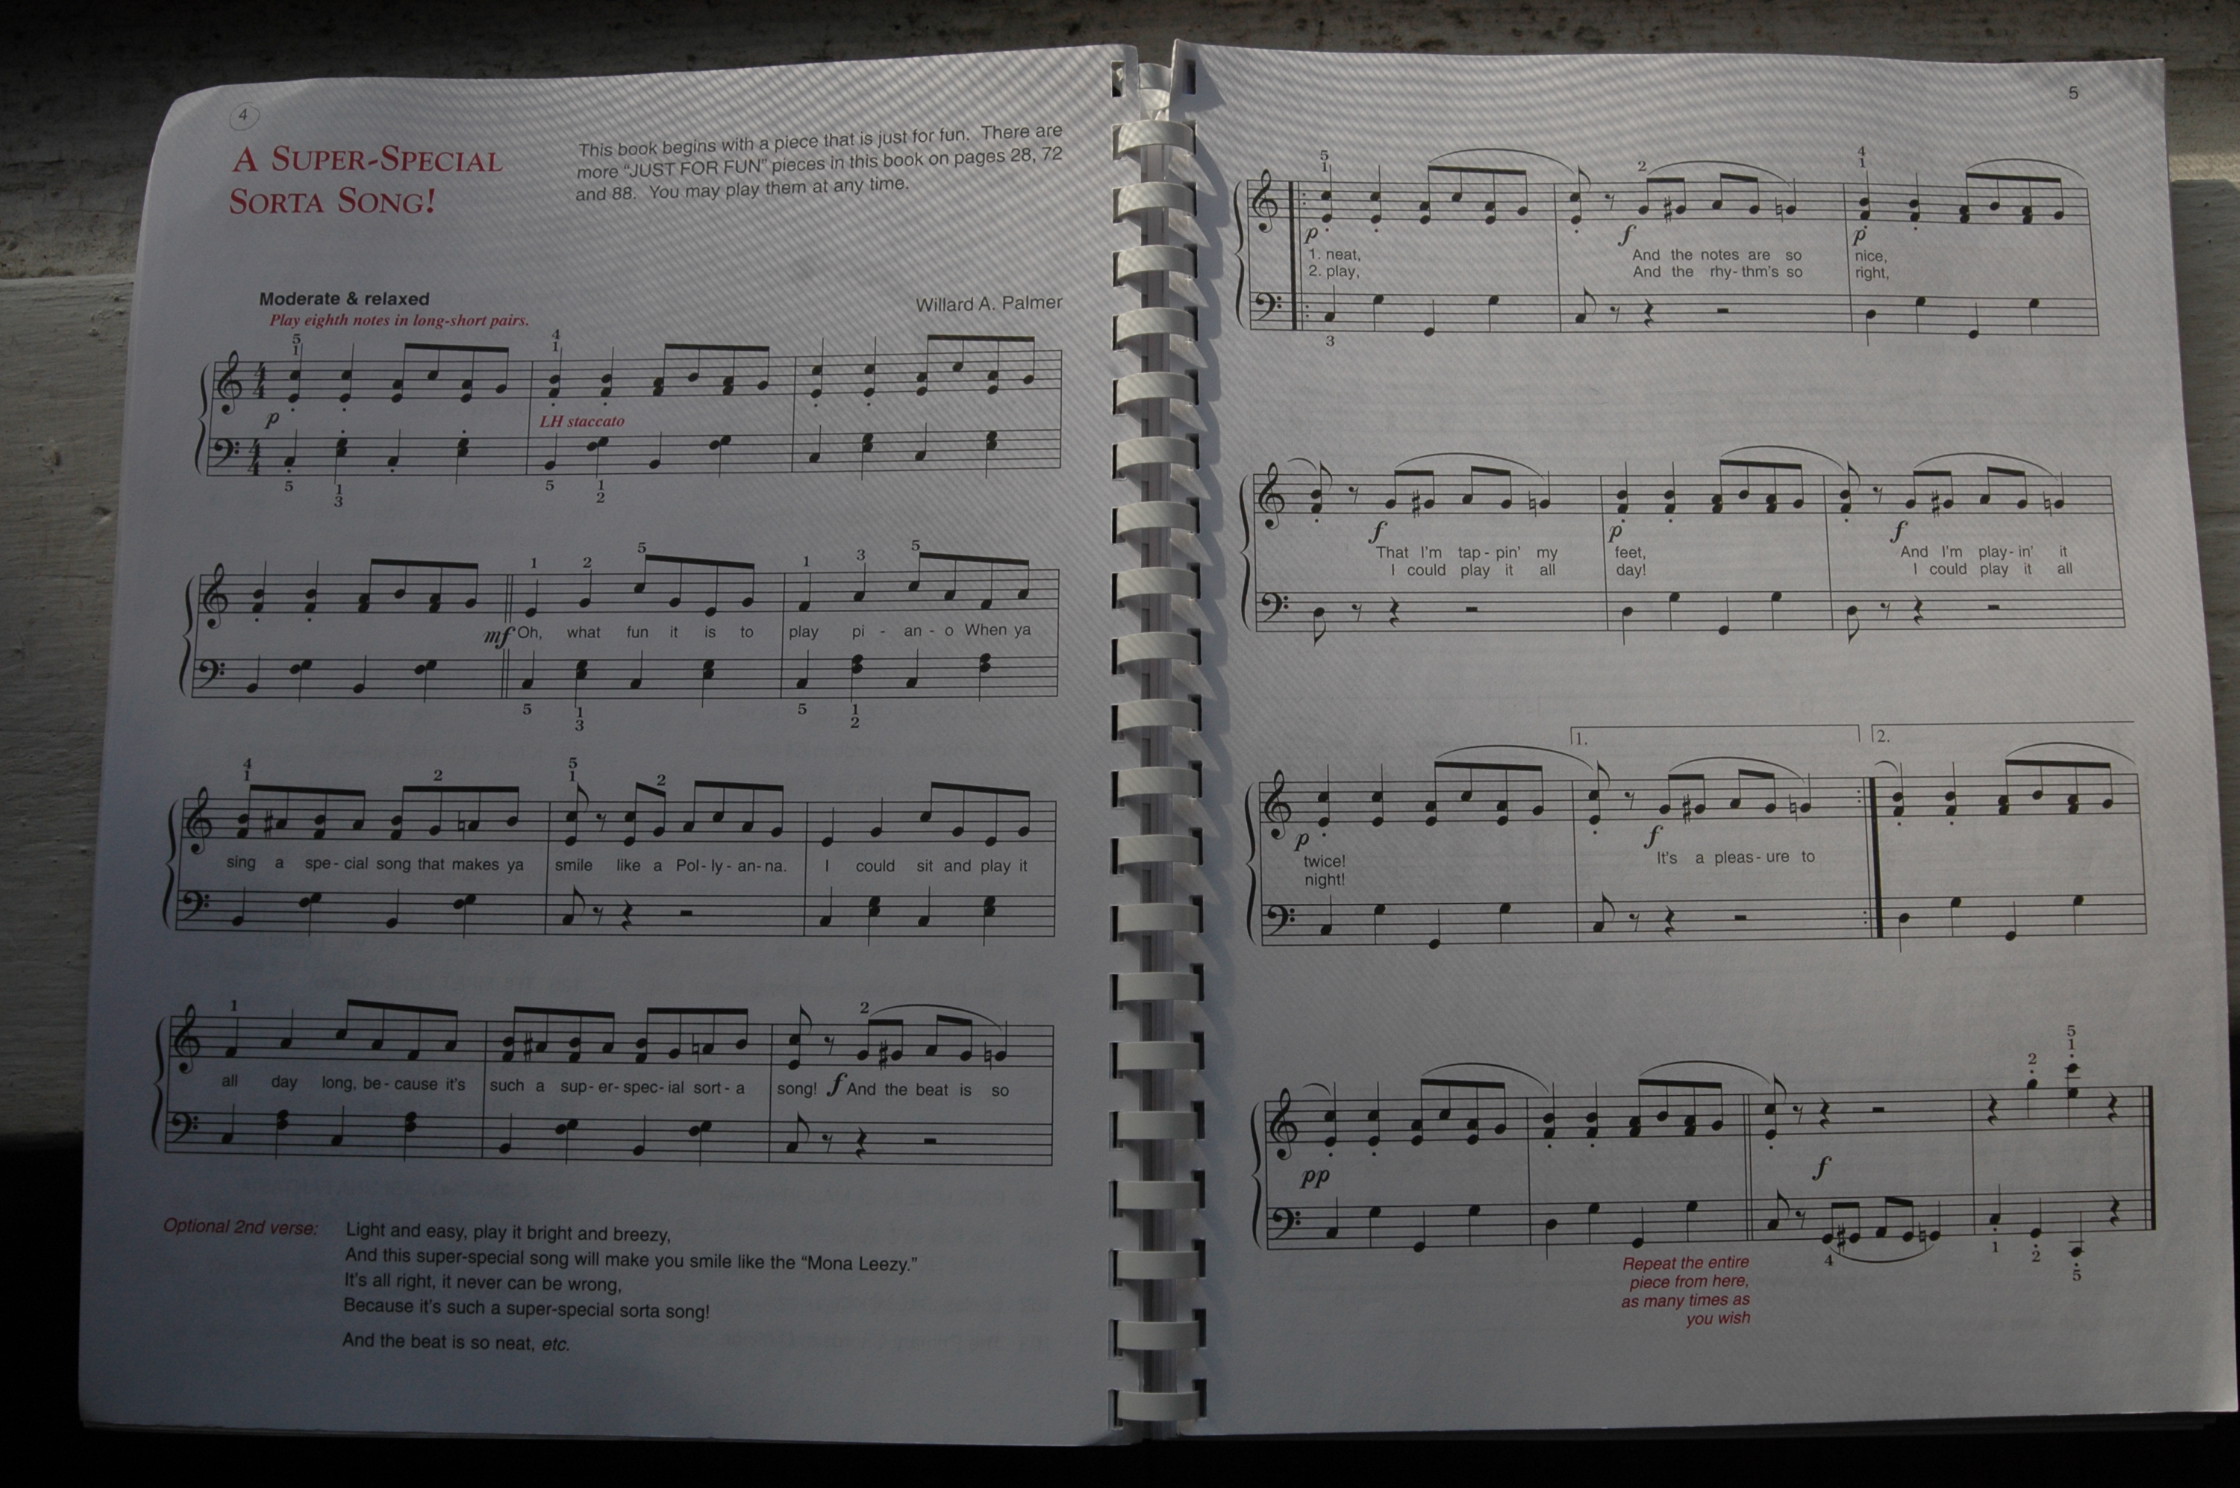 4
A SUPER-SPECIAL
SORTA SONG!
This book begins with a piece that is just for fun. There are
more “JUST FOR FUN” pieces in this book on pages 28, 72
and 88. You may play them at any time.
Moderate & relaxed
Play eighth notes in long-short pairs.
Willard A. Palmer
5
1
4
1
4
4
p
LH staccato
4
4
5
1
3
5
1
2
1 2 5 1 3 5
mf Oh, what fun it is to play pi - an - o When ya
5
1
3
5
1
2
4
1
2
5
1
2
sing a spe - cial song that makes ya smile like a Pol - ly - an - na. I could sit and play it
1 2
all day long, be - cause it's such a sup - er - spec - ial sort - a song! f And the beat is so
Optional 2nd verse: Light and easy, play it bright and breezy,
And this super-special song will make you smile like the “Mona Leezy.”
It's all right, it never can be wrong,
Because it's such a super-special sorta song!
And the beat is so neat, etc.
5
5
1
2
4
1
p f p
1. neat, And the notes are so nice,
2. play, And the rhy - thm's so right,
3
f p f
That I'm tap - pin' my feet, And I'm play - in' it
I could play it all day! I could play it all
1. 2.
p f
twice! It's a pleas - ure to
night!
2
5
1
pp f
4 1 2 5
Repeat the entire
piece from here,
as many times as
you wish